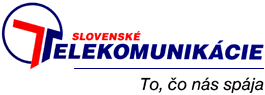 SLOVENSKÉ
TELEKOMUNIKÁCIE
To, čo nás spája